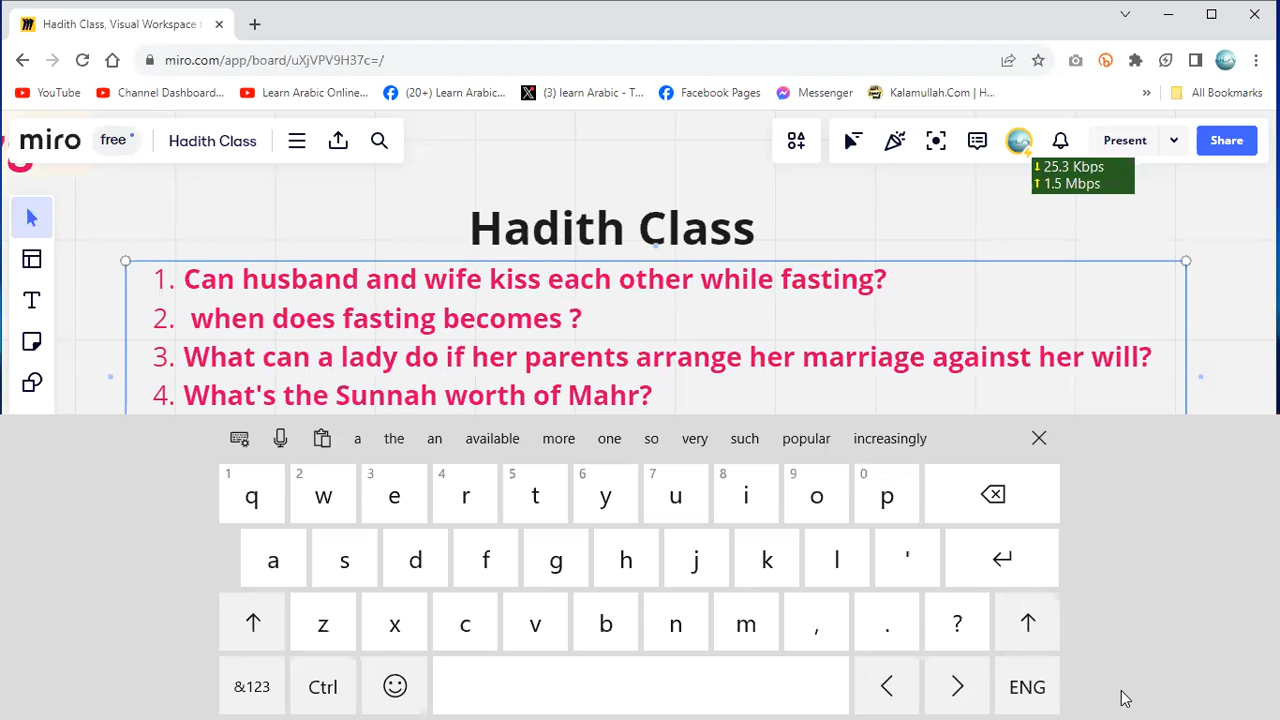 Hadith Class, Visual Workspace
miro.com/app/board/uXjVPV9H37c=/
YouTube
Channel Dashboard...
Learn Arabic Online...
(20+) Learn Arabic...
(3) learn Arabic - T...
Facebook Pages
Messenger
Kalamullah.Com | H...
»
All Bookmarks
miro
free
Hadith Class
Present
Share
25.3 Kbps
1.5 Mbps
Hadith Class
1. Can husband and wife kiss each other while fasting?
2. when does fasting becomes ?
3. What can a lady do if her parents arrange her marriage against her will?
4. What's the Sunnah worth of Mahr?
a the an available more one so very such popular increasingly
1 2 3 4 5 6 7 8 9 0
q w e r t y u i o p
a s d f g h j k l '
z x c v b n m , . ?
&123 Ctrl ENG